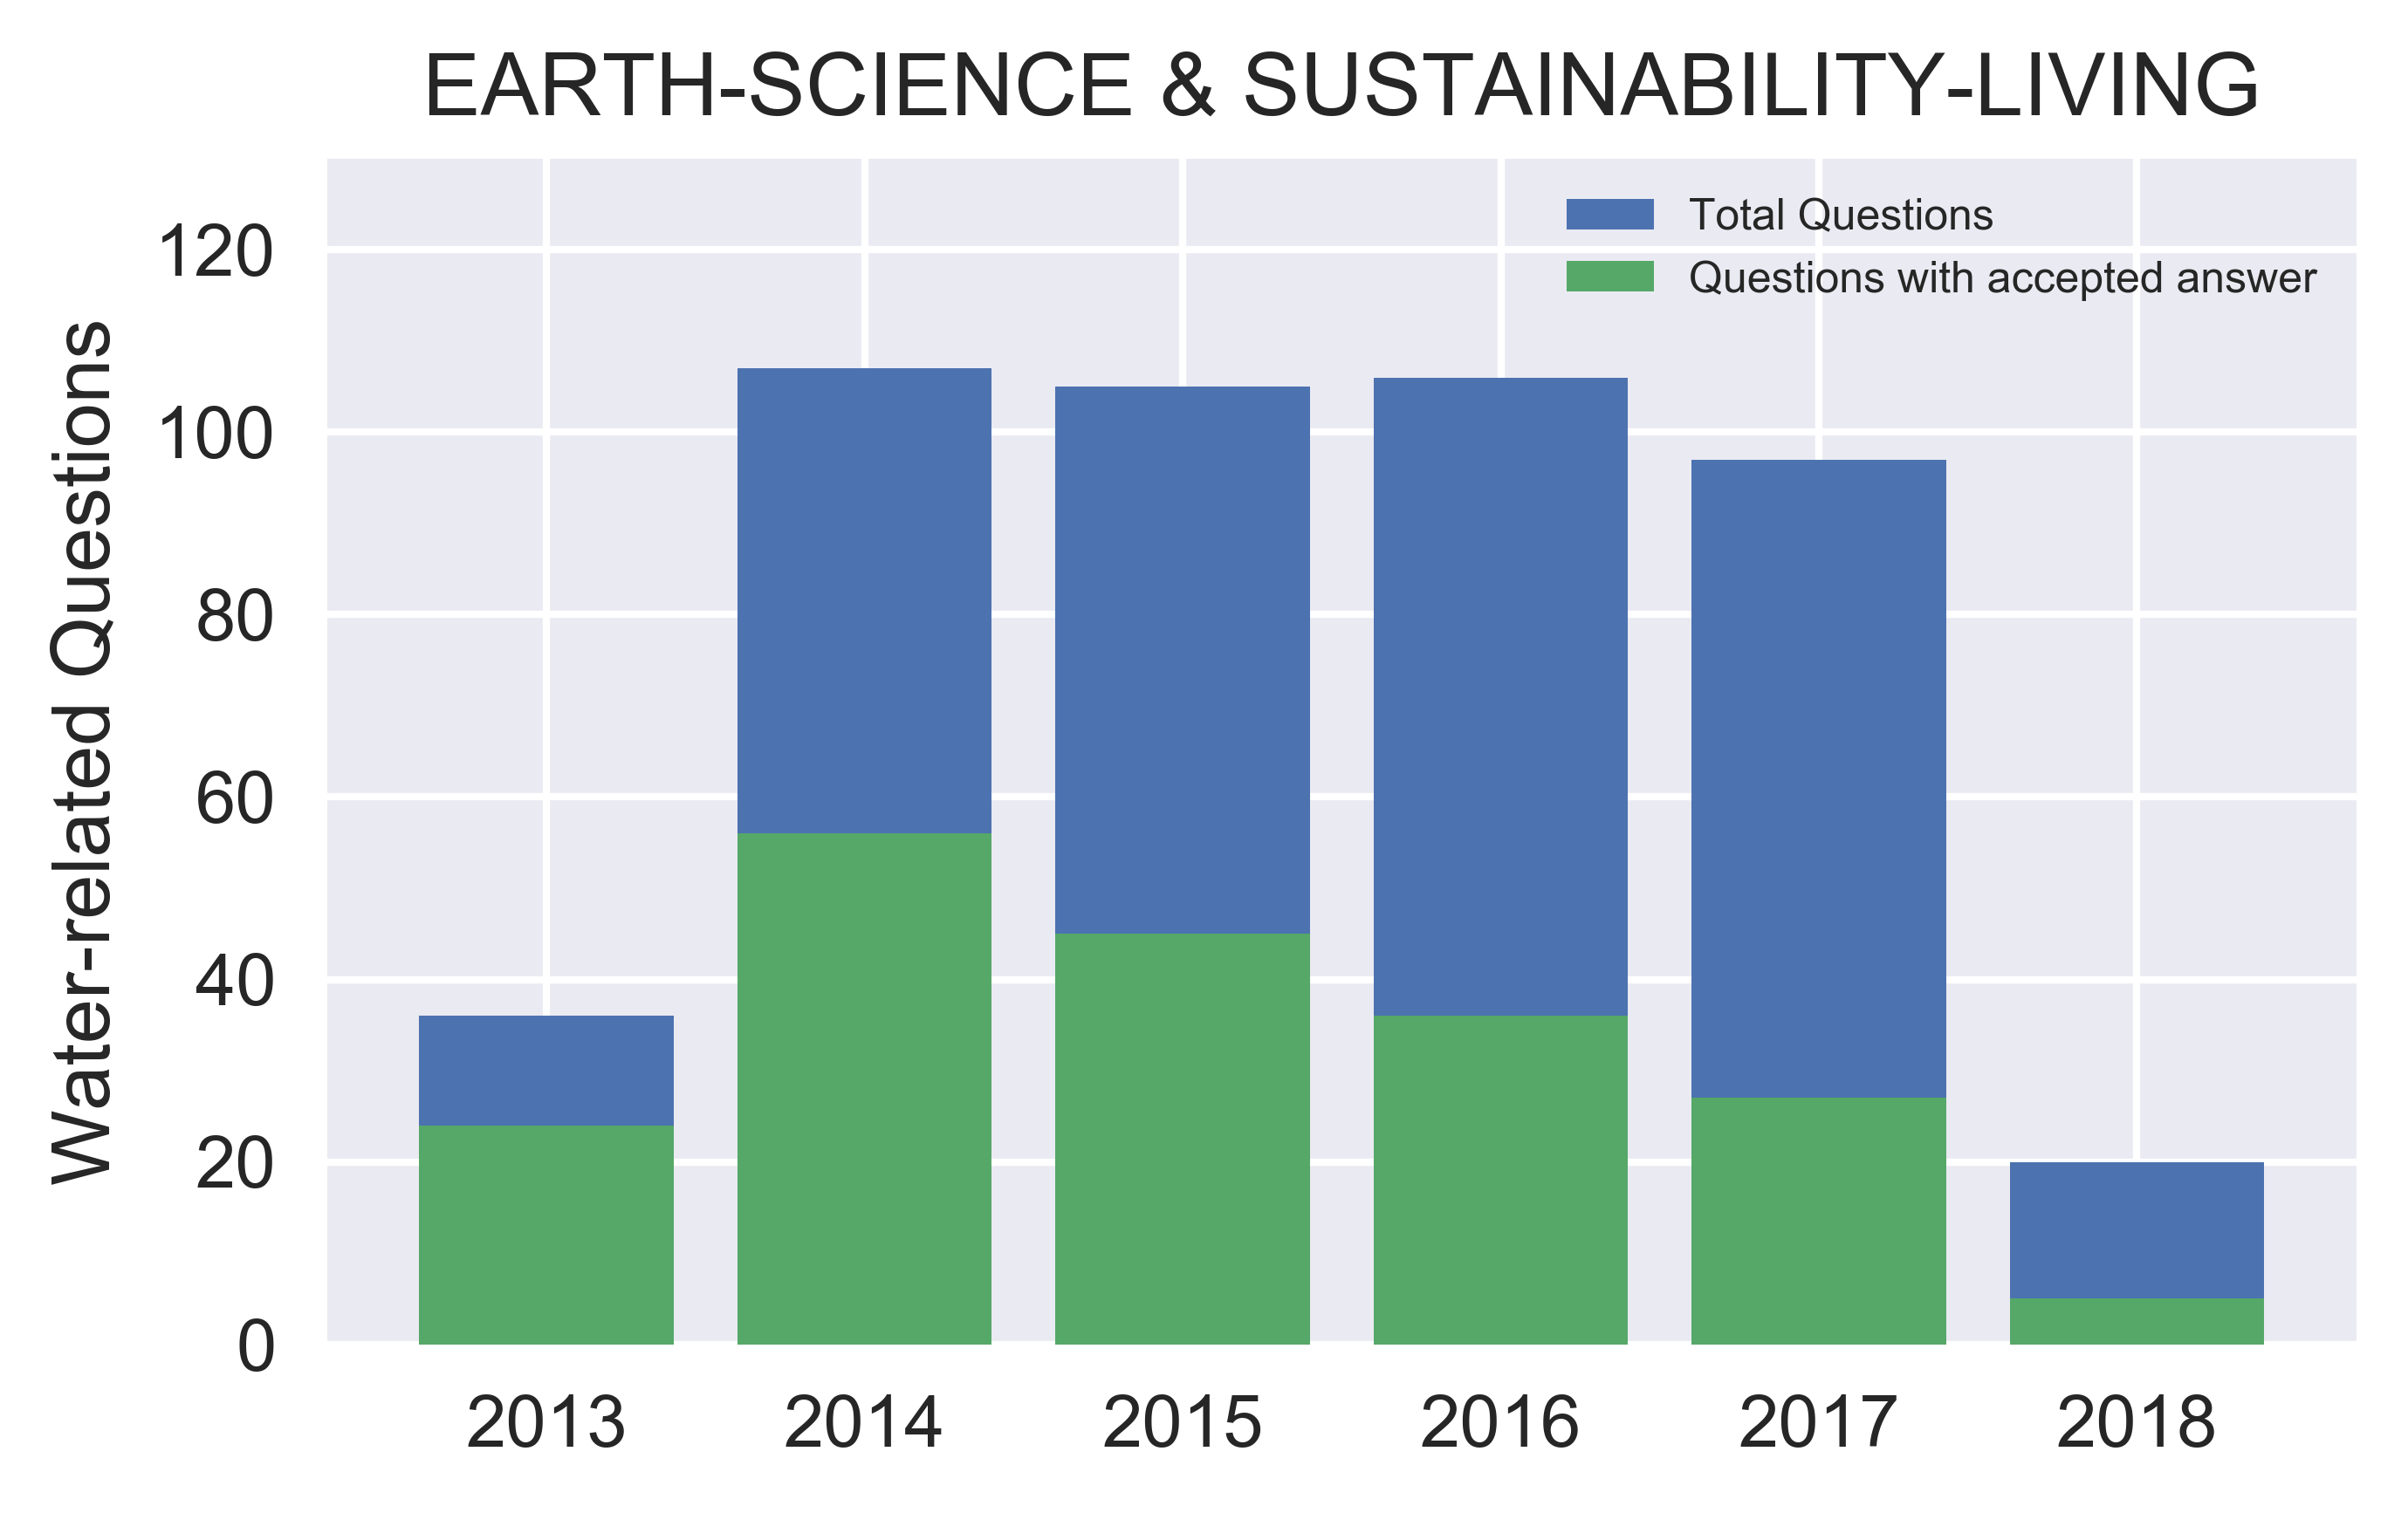 EARTH-SCIENCE & SUSTAINABILITY-LIVING
Total Questions
Questions with accepted answer
Water-related Questions
120
100
80
60
40
20
0
2013 2014 2015 2016 2017 2018